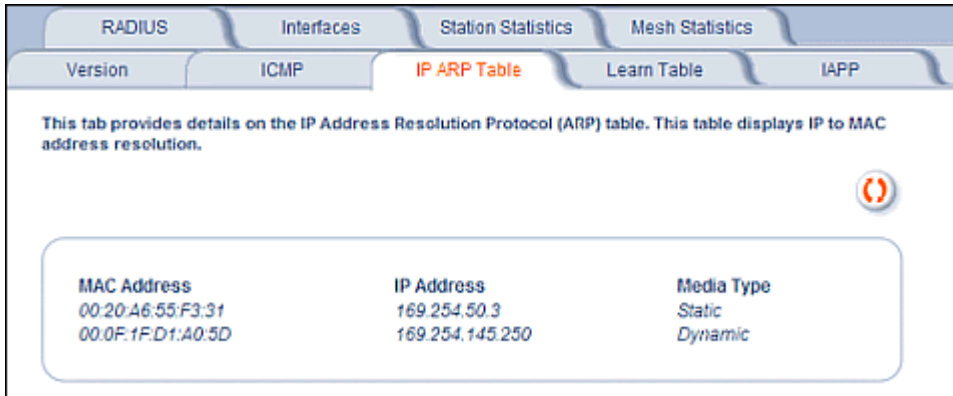 RADIUS Interfaces Station Statistics Mesh Statistics
Version ICMP IP ARP Table Learn Table IAPP
This tab provides details on the IP Address Resolution Protocol (ARP) table. This table displays IP to MAC
address resolution.
MAC Address IP Address Media Type
00:20:A6:55:F3:31 169.254.50.3 Static
00:0F:1F:D1:A0:5D 169.254.145.250 Dynamic